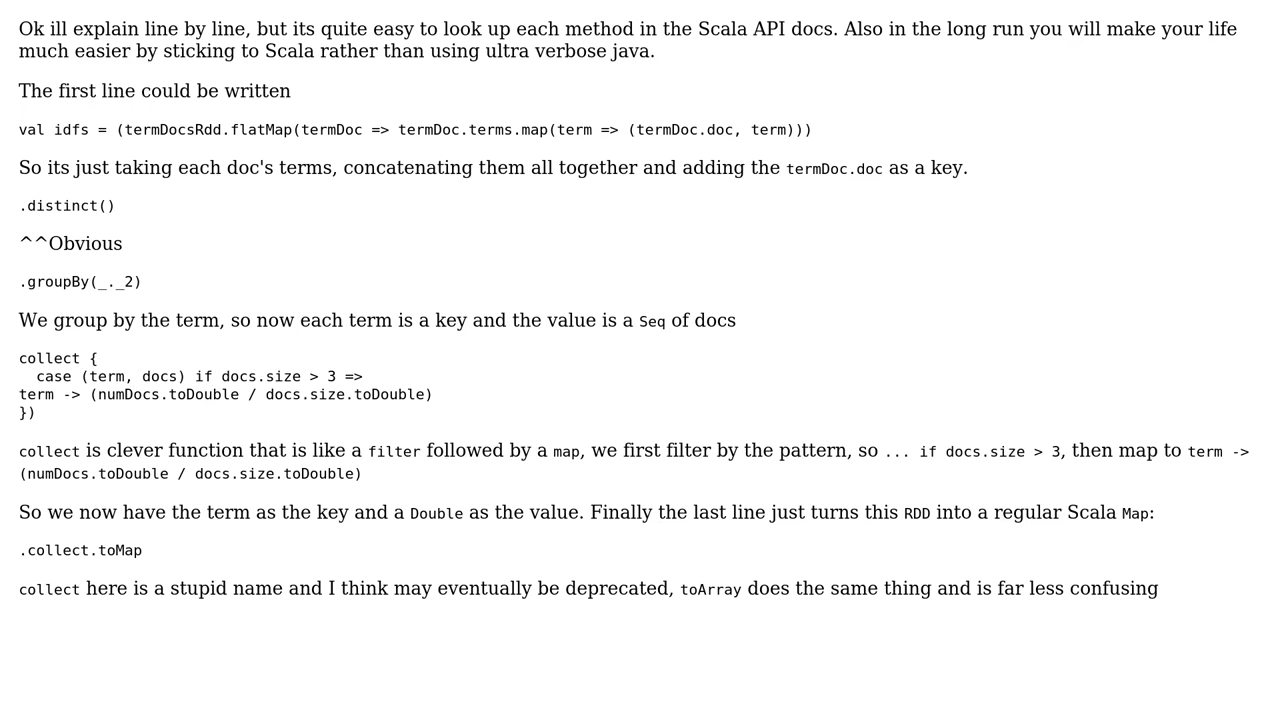 Ok ill explain line by line, but its quite easy to look up each method in the Scala API docs. Also in the long run you will make your life
much easier by sticking to Scala rather than using ultra verbose java.
The first line could be written
val idfs = (termDocsRdd.flatMap(termDoc => termDoc.terms.map(term => (termDoc.doc, term)))
So its just taking each doc's terms, concatenating them all together and adding the termDoc.doc as a key.
.distinct()
^^Obvious
.groupBy(_._2)
We group by the term, so now each term is a key and the value is a Seq of docs
collect {
  case (term, docs) if docs.size > 3 =>
term -> (numDocs.toDouble / docs.size.toDouble)
})
collect is clever function that is like a filter followed by a map, we first filter by the pattern, so ... if docs.size > 3, then map to term ->
(numDocs.toDouble / docs.size.toDouble)
So we now have the term as the key and a Double as the value. Finally the last line just turns this RDD into a regular Scala Map:
.collect.toMap
collect here is a stupid name and I think may eventually be deprecated, toArray does the same thing and is far less confusing